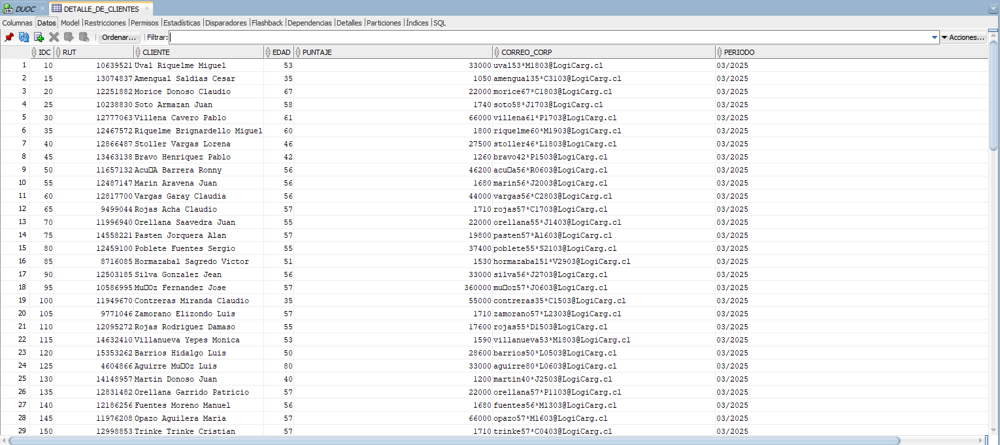 SQL DUOC × DETALLE_DE_CLIENTES ×
Columnas Datos Model Restricciones Permisos Estadísticas Disparadores Flashback Dependencias Detalles Particiones Índices SQL
Ordenar... Filtrar: Acciones...
IDC RUT CLIENTE EDAD PUNTAJE CORREO_CORP PERIODO
1 10 10639521 Uval Riquelme Miguel 53 33000 uval53*M1803@LogiCarg.cl 03/2025
2 15 13074837 Amengual Saldias Cesar 35 1050 amengual35*C3103@LogiCarg.cl 03/2025
3 20 12251882 Morice Donoso Claudio 67 22000 morice67*C1803@LogiCarg.cl 03/2025
4 25 10238830 Soto Armazan Juan 58 1740 soto58*J1703@LogiCarg.cl 03/2025
5 30 12777063 Villena Cavero Pablo 61 66000 villena61*P1703@LogiCarg.cl 03/2025
6 35 12467572 Riquelme Brignardello Miguel 60 1800 riquelme60*M1903@LogiCarg.cl 03/2025
7 40 12866487 Stoller Vargas Lorena 46 27500 stoller46*L1803@LogiCarg.cl 03/2025
8 45 13463138 Bravo Henriquez Pablo 42 1260 bravo42*P1503@LogiCarg.cl 03/2025
9 50 11657132 Acu□A Barrera Ronny 56 46200 acu□a56*R0603@LogiCarg.cl 03/2025
10 55 12487147 Marin Aravena Juan 56 1680 marin56*J2003@LogiCarg.cl 03/2025
11 60 12817700 Vargas Garay Claudia 56 44000 vargas56*C2803@LogiCarg.cl 03/2025
12 65 9499044 Rojas Acha Claudio 57 1710 rojas57*C1703@LogiCarg.cl 03/2025
13 70 11996940 Orellana Saavedra Juan 55 22000 orellana55*J1403@LogiCarg.cl 03/2025
14 75 14558221 Pasten Jorquera Alan 57 19800 pasten57*A1603@LogiCarg.cl 03/2025
15 80 12459100 Poblete Fuentes Sergio 55 37400 poblete55*S2103@LogiCarg.cl 03/2025
16 85 8716085 Hormazabal Sagredo Victor 51 1530 hormazabal51*V2903@LogiCarg.cl 03/2025
17 90 12503185 Silva Gonzalez Jean 56 33000 silva56*J2703@LogiCarg.cl 03/2025
18 95 10586995 Mu□Oz Fernandez Jose 57 360000 mu□oz57*J0603@LogiCarg.cl 03/2025
19 100 11949670 Contreras Miranda Claudio 35 55000 contreras35*C1503@LogiCarg.cl 03/2025
20 105 9771046 Zamorano Elizondo Luis 57 1710 zamorano57*L2303@LogiCarg.cl 03/2025
21 110 12095272 Rojas Rodriguez Damaso 55 17600 rojas55*D1503@LogiCarg.cl 03/2025
22 115 14632410 Villanueva Yepes Monica 53 1590 villanueva53*M1803@LogiCarg.cl 03/2025
23 120 15353262 Barrios Hidalgo Luis 50 28600 barrios50*L0503@LogiCarg.cl 03/2025
24 125 4604866 Aguirre Mu□Oz Luis 80 33000 aguirre80*L0603@LogiCarg.cl 03/2025
25 130 14148957 Martin Donoso Juan 40 1200 martin40*J2503@LogiCarg.cl 03/2025
26 135 12831482 Orellana Garrido Patricio 57 22000 orellana57*P1103@LogiCarg.cl 03/2025
27 140 12186256 Fuentes Moreno Manuel 56 1680 fuentes56*M1303@LogiCarg.cl 03/2025
28 145 11976208 Opazo Aguilera Maria 57 66000 opazo57*M1603@LogiCarg.cl 03/2025
29 150 12998853 Trinke Trinke Cristian 57 1710 trinke57*C0403@LogiCarg.cl 03/2025